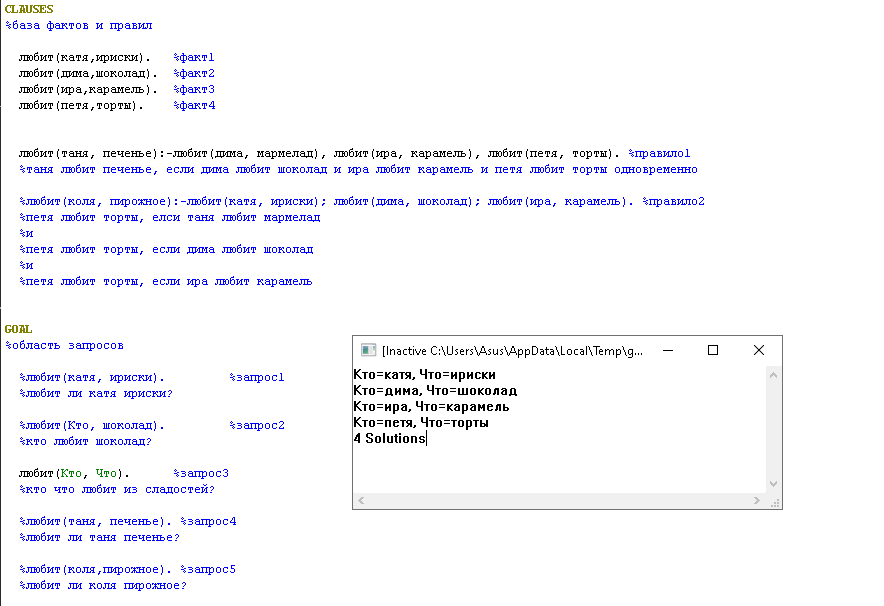 CLAUSES
%база фактов и правил
любит(катя,ириски).   %факт1
любит(дима,шоколад).  %факт2
любит(ира,карамель).  %факт3
любит(петя,торты).    %факт4
любит(таня, печенье):-любит(дима, мармелад), любит(ира, карамель), любит(петя, торты). %правило1
%таня любит печенье, если дима любит шоколад и ира любит карамель и петя любит торты одновременно
%любит(коля, пирожное):-любит(катя, ириски); любит(дима, шоколад); любит(ира, карамель). %правило2
%петя любит торты, елси таня любит мармелад
%и
%петя любит торты, если дима любит шоколад
%и
%петя любит торты, если ира любит карамель
GOAL
%область запросов
%любит(катя, ириски).         %запрос1
%любит ли катя ириски?
%любит(Кто, шоколад).         %запрос2
%кто любит шоколад?
любит(Кто, Что).      %запрос3
%кто что любит из сладостей?
%любит(таня, печенье). %запрос4
%любит ли таня печенье?
%любит(коля,пирожное). %запрос5
%любит ли коля пирожное?
[Inactive C:\Users\Asus\AppData\Local\Temp\g...
Кто=катя, Что=ириски
Кто=дима, Что=шоколад
Кто=ира, Что=карамель
Кто=петя, Что=торты
4 Solutions